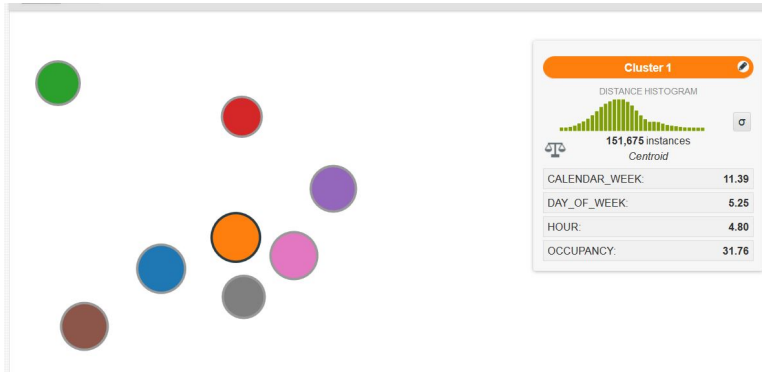 Cluster 1
DISTANCE HISTOGRAM
σ
151,675 instances
Centroid
CALENDAR_WEEK: 11.39
DAY_OF_WEEK: 5.25
HOUR: 4.80
OCCUPANCY: 31.76